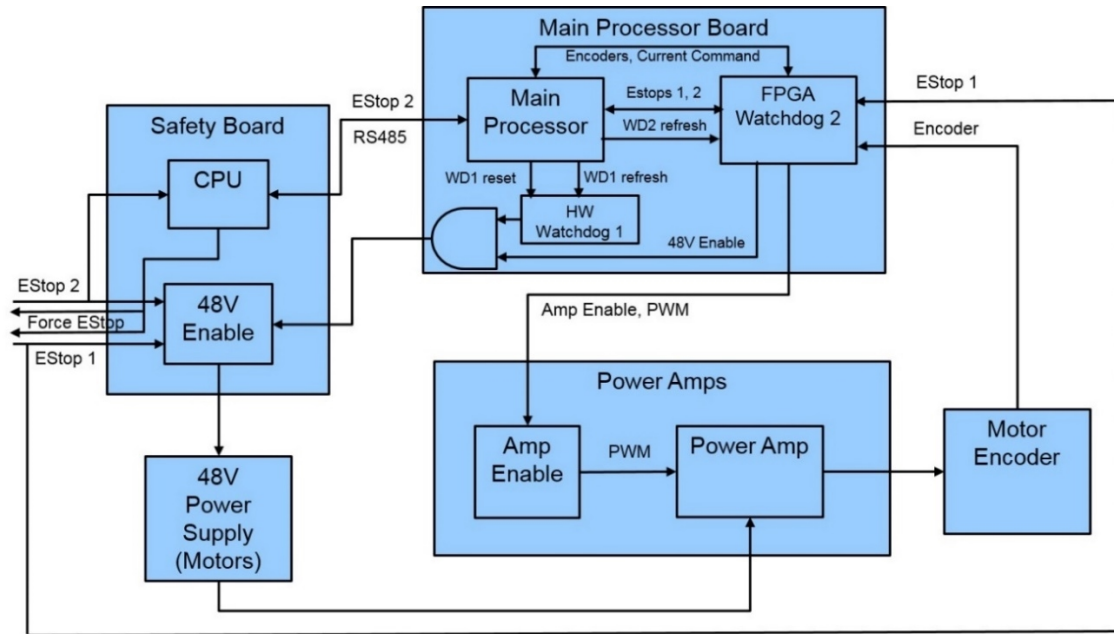 Main Processor Board
Encoders, Current Command
Main
Processor
Estops 1, 2
WD2 refresh
FPGA
Watchdog 2
EStop 1
Encoder
EStop 2
RS485
WD1 reset
WD1 refresh
HW
Watchdog 1
48V Enable
Safety Board
CPU
EStop 2
48V
Enable
Force EStop
EStop 1
Amp Enable, PWM
Power Amps
Amp
Enable
PWM
Power Amp
Motor
Encoder
48V
Power
Supply
(Motors)